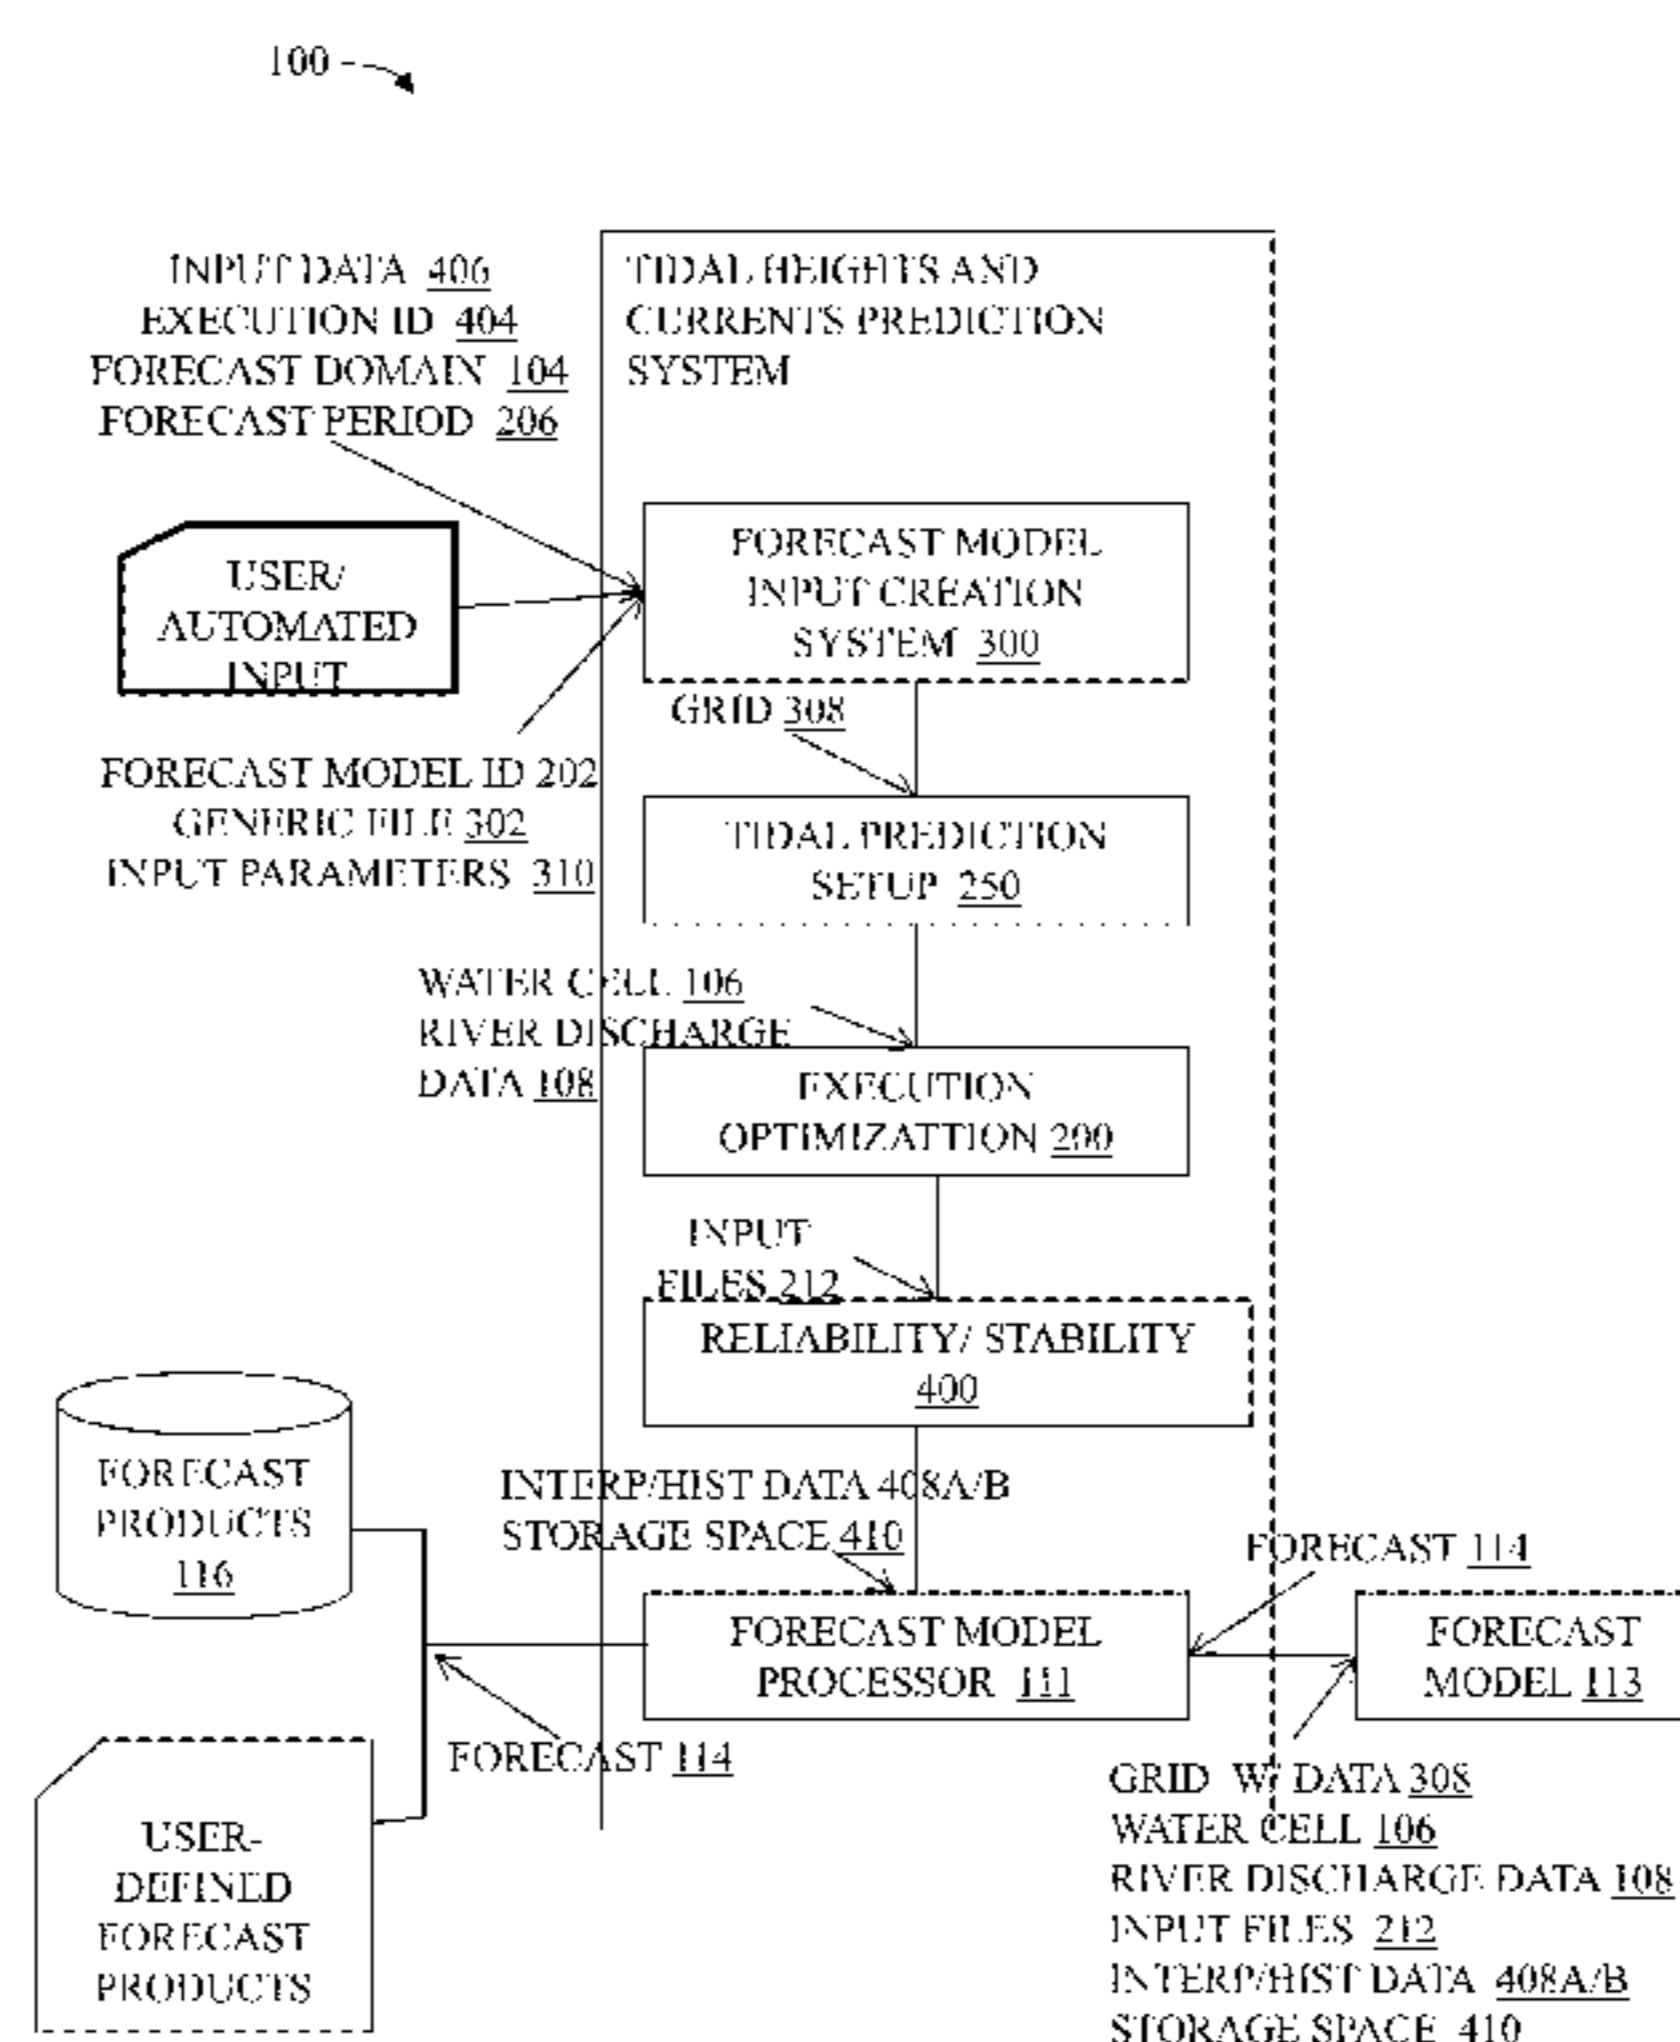 100
INPUT DATA 406
EXECUTION ID 404
FORECAST DOMAIN 104
FORECAST PERIOD 206
TIDAL HEIGHTS AND
CURRENTS PREDICTION
SYSTEM
USER/
AUTOMATED
INPUT
FORECAST MODEL
INPUT CREATION
SYSTEM 300
GRID 308
FORECAST MODEL ID 202
GENERIC FILE 302
INPUT PARAMETERS 310
TIDAL PREDICTION
SETUP 250
WATER CELL 106
RIVER DISCHARGE
DATA 108
EXECUTION
OPTIMIZATTION 200
INPUT
FILES 212
RELIABILITY/ STABILITY
400
FORECAST
PRODUCTS
116
INTERP/HIST DATA 408A/B
STORAGE SPACE 410
FORECAST 114
FORECAST MODEL
PROCESSOR 111
FORECAST
MODEL 113
FORECAST 114
USER-
DEFINED
FORECAST
PRODUCTS
GRID W/ DATA 308
WATER CELL 106
RIVER DISCHARGE DATA 108
INPUT FILES 212
INTERP/HIST DATA 408A/B
STORAGE SPACE 410